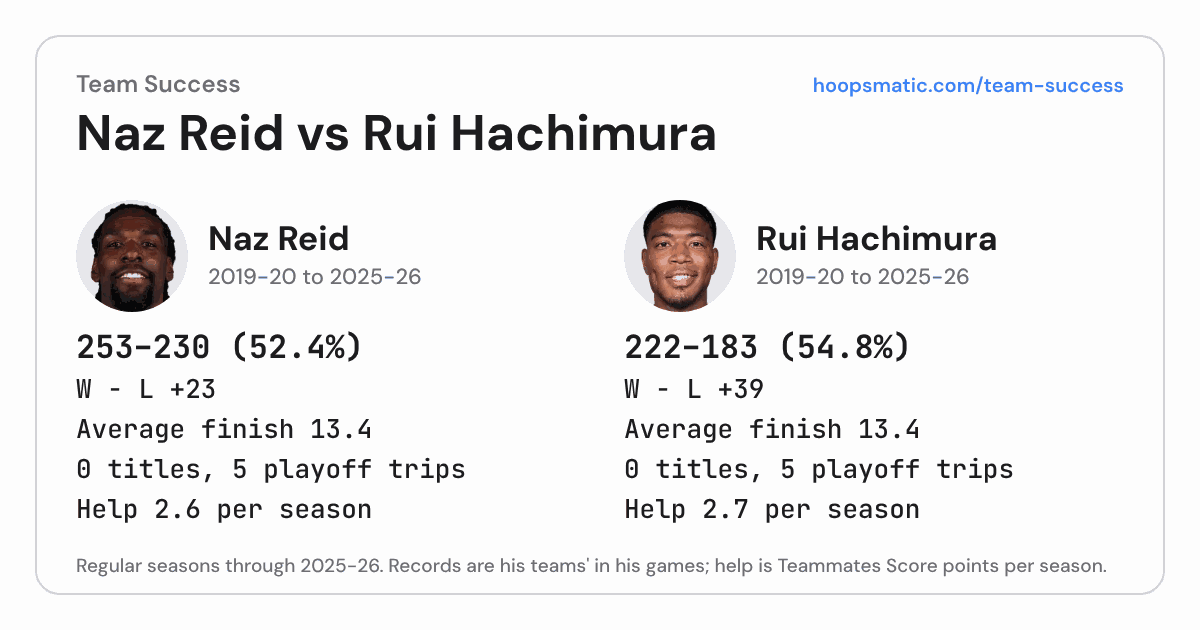 Team Success
hoopsmatic.com/team-success
Naz Reid vs Rui Hachimura
Naz Reid
2019–20 to 2025–26
253–230 (52.4%)
W - L +23
Average finish 13.4
0 titles, 5 playoff trips
Help 2.6 per season
Rui Hachimura
2019–20 to 2025–26
222–183 (54.8%)
W - L +39
Average finish 13.4
0 titles, 5 playoff trips
Help 2.7 per season
Regular seasons through 2025–26. Records are his teams' in his games; help is Teammates Score points per season.